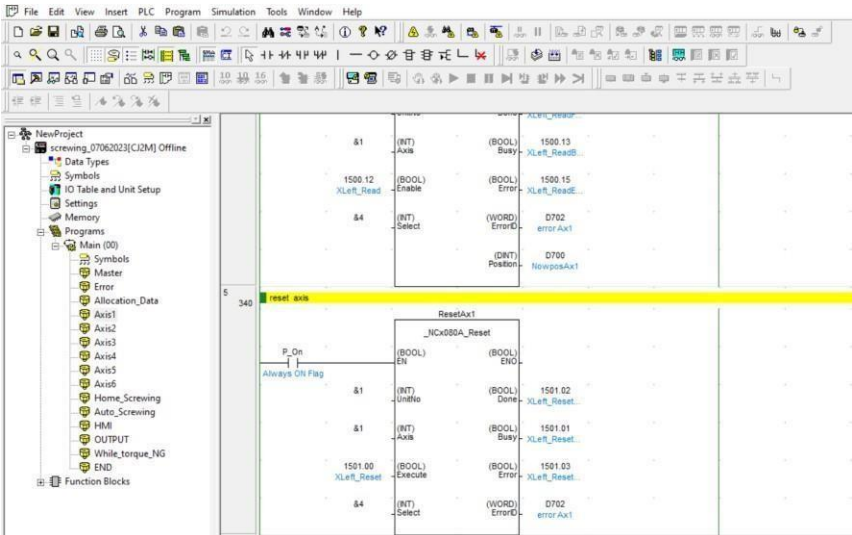 File Edit View Insert PLC Program Simulation Tools Window Help
NewProject
screwing_07062023[CJ2M] Offline
Data Types
Symbols
IO Table and Unit Setup
Settings
Memory
Programs
Main (00)
Symbols
Master
Error
Allocation_Data
Axis1
Axis2
Axis3
Axis4
Axis5
Axis6
Home_Screwing
Auto_Screwing
HMI
OUTPUT
While_torque_NG
END
Function Blocks
&1 (INT) (BOOL) 1500.13
Axis Busy XLeft_ReadB...
1500.12 (BOOL) (BOOL) 1500.15
XLeft_Read Enable Error XLeft_ReadE...
&4 (INT) (WORD) D702
Select ErrorID error Ax1
(DINT) D700
Position NowposAx1
5
340 reset axis
ResetAx1
_NCx080A_Reset
P_On (BOOL) (BOOL)
EN ENO
Always ON Flag
&1 (INT) (BOOL) 1501.02
UnitNo Done XLeft_Reset...
&1 (INT) (BOOL) 1501.01
Axis Busy XLeft_Reset...
1501.00 (BOOL) (BOOL) 1501.03
XLeft_Reset Execute Error XLeft_Reset...
&4 (INT) (WORD) D702
Select ErrorID error Ax1